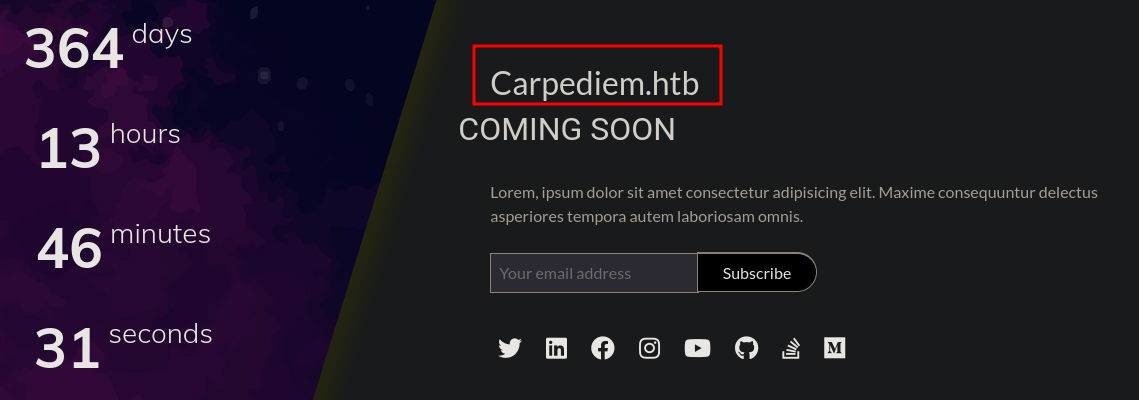 364 days
13 hours
46 minutes
31 seconds
Carpediem.htb
COMING SOON
Lorem, ipsum dolor sit amet consectetur adipisicing elit. Maxime consequuntur delectus
asperiores tempora autem laboriosam omnis.
Your email address Subscribe